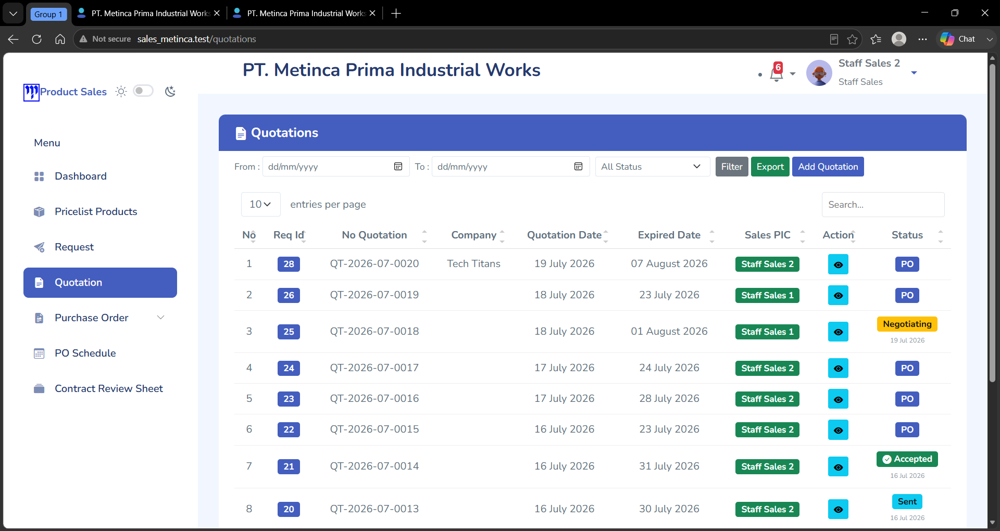 Group 1
PT. Metinca Prima Industrial Works
PT. Metinca Prima Industrial Works
Not secure sales_metinca.test/quotations
Chat
Product Sales
PT. Metinca Prima Industrial Works
6
Staff Sales 2
Staff Sales
Menu
Dashboard
Pricelist Products
Request
Quotation
Purchase Order
PO Schedule
Contract Review Sheet
Quotations
From : dd/mm/yyyy To : dd/mm/yyyy All Status Filter Export Add Quotation
10 entries per page Search...
No Req Id No Quotation Company Quotation Date Expired Date Sales PIC Action Status
1 28 QT-2026-07-0020 Tech Titans 19 July 2026 07 August 2026 Staff Sales 2 PO
2 26 QT-2026-07-0019 18 July 2026 23 July 2026 Staff Sales 1 PO
3 25 QT-2026-07-0018 18 July 2026 01 August 2026 Staff Sales 1 Negotiating
19 Jul 2026
4 24 QT-2026-07-0017 17 July 2026 24 July 2026 Staff Sales 2 PO
5 23 QT-2026-07-0016 17 July 2026 28 July 2026 Staff Sales 2 PO
6 22 QT-2026-07-0015 16 July 2026 23 July 2026 Staff Sales 2 PO
7 21 QT-2026-07-0014 16 July 2026 31 July 2026 Staff Sales 2 Accepted
16 Jul 2026
8 20 QT-2026-07-0013 16 July 2026 30 July 2026 Staff Sales 2 Sent
16 Jul 2026